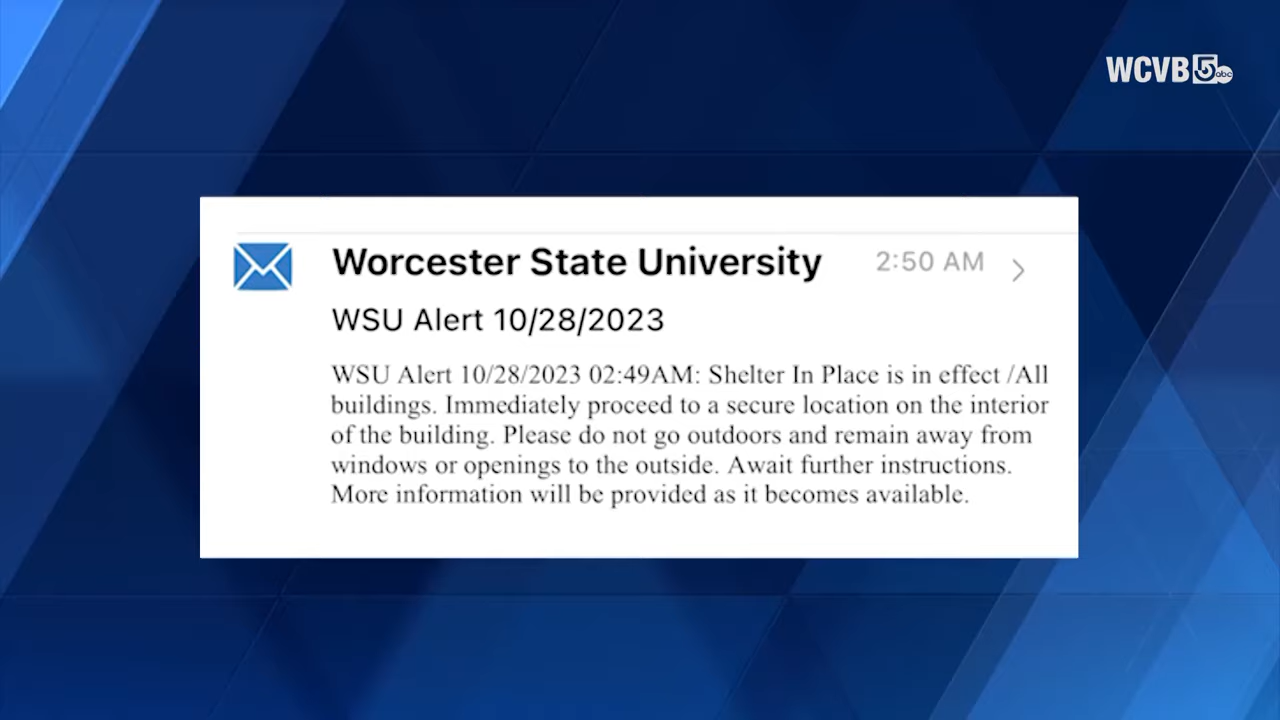 WCVB 5 abc
Worcester State University 2:50 AM
WSU Alert 10/28/2023
WSU Alert 10/28/2023 02:49AM: Shelter In Place is in effect /All
buildings. Immediately proceed to a secure location on the interior
of the building. Please do not go outdoors and remain away from
windows or openings to the outside. Await further instructions.
More information will be provided as it becomes available.